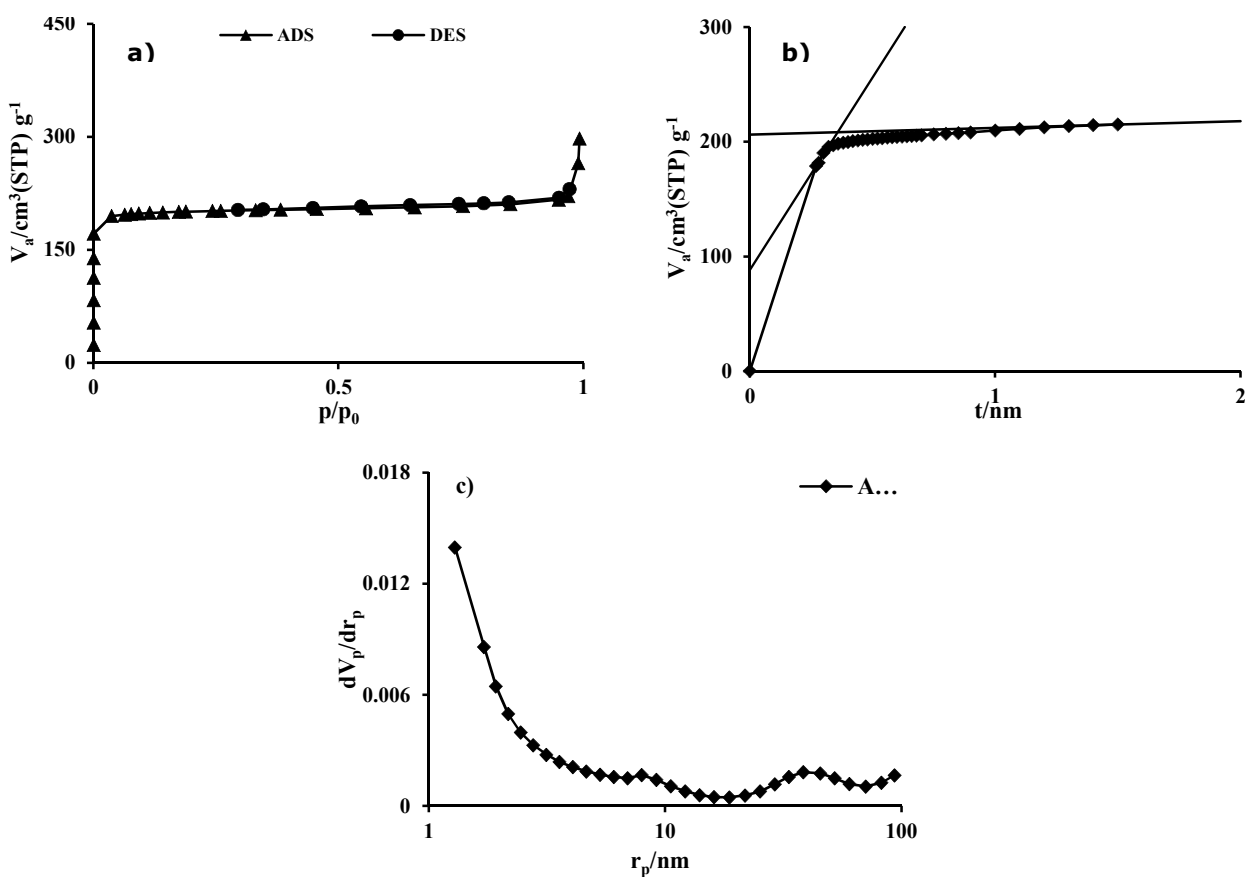 a)
ADS
DES
450
300
150
0
Vₐ/cm³(STP) g⁻¹
0
0.5
1
p/p₀
b)
300
200
100
0
Vₐ/cm³(STP) g⁻¹
0
1
2
t/nm
c)
A…
0.018
0.012
0.006
0
dVₚ/drₚ
1
10
100
rₚ/nm